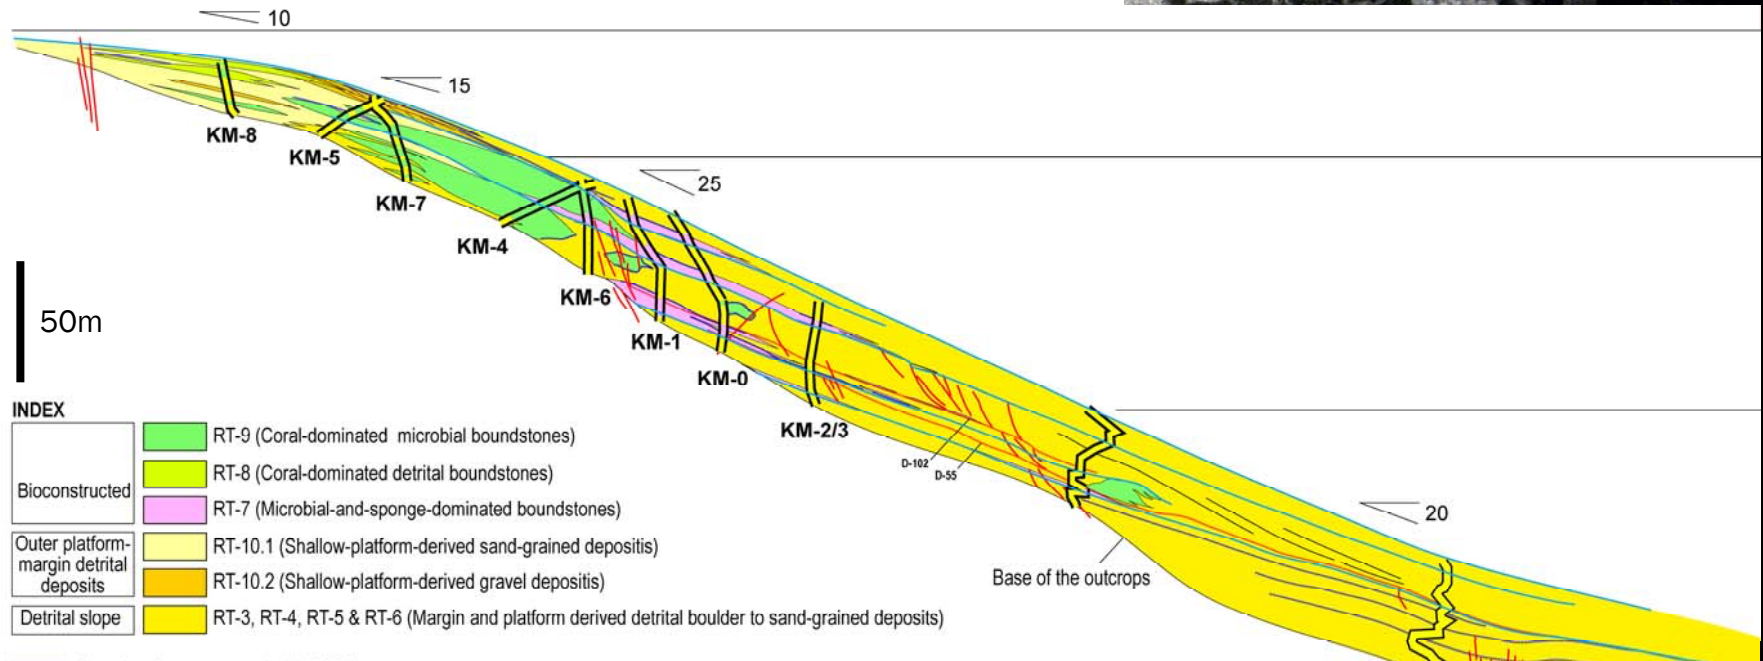 10
15
KM-8
KM-5
25
KM-7
KM-4
50m
KM-6
KM-1
KM-0
KM-2/3
D-102
D-55
20
Base of the outcrops
INDEX
Bioconstructed
RT-9 (Coral-dominated microbial boundstones)
RT-8 (Coral-dominated detrital boundstones)
RT-7 (Microbial-and-sponge-dominated boundstones)
Outer platform-
margin detrital
deposits
RT-10.1 (Shallow-platform-derived sand-grained depositis)
RT-10.2 (Shallow-platform-derived gravel depositis)
Detrital slope
RT-3, RT-4, RT-5 & RT-6 (Margin and platform derived detrital boulder to sand-grained deposits)